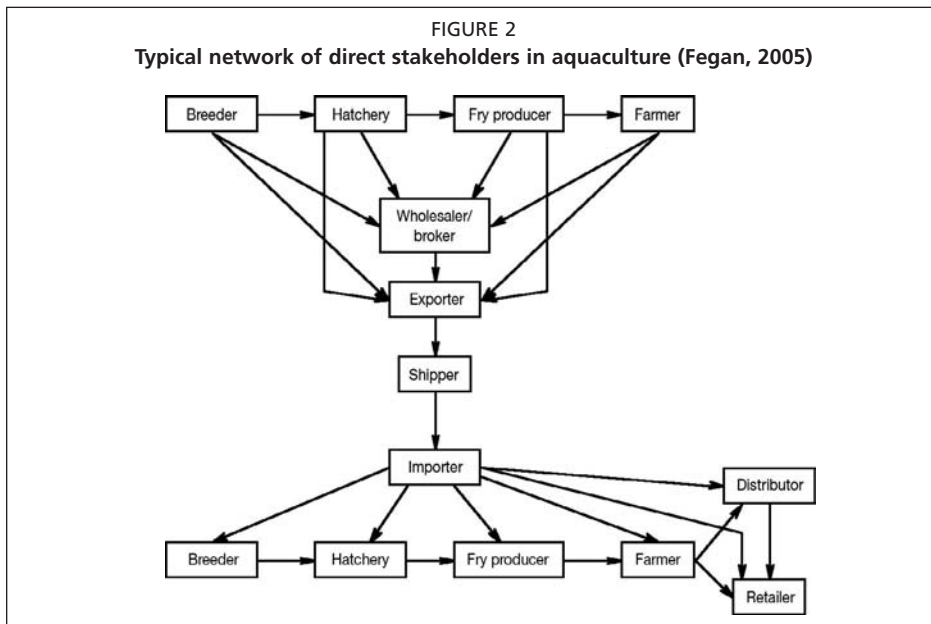 FIGURE 2
Typical network of direct stakeholders in aquaculture (Fegan, 2005)
Breeder
Hatchery
Fry producer
Farmer
Wholesaler/
broker
Exporter
Shipper
Importer
Distributor
Breeder
Hatchery
Fry producer
Farmer
Retailer